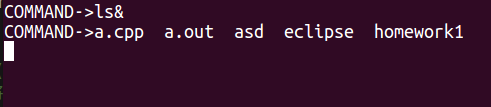 COMMAND->ls&
COMMAND->a.cpp  a.out  asd  eclipse  homework1